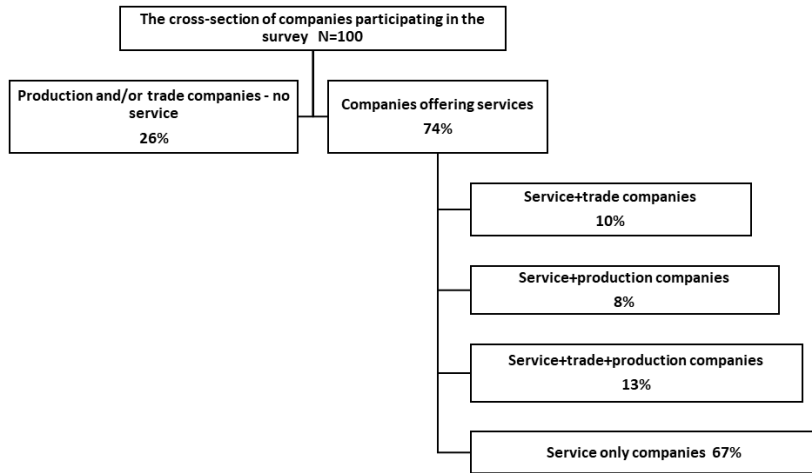 The cross-section of companies participating in the
survey N=100
Production and/or trade companies - no
service
26%
Companies offering services
74%
Service+trade companies
10%
Service+production companies
8%
Service+trade+production companies
13%
Service only companies 67%